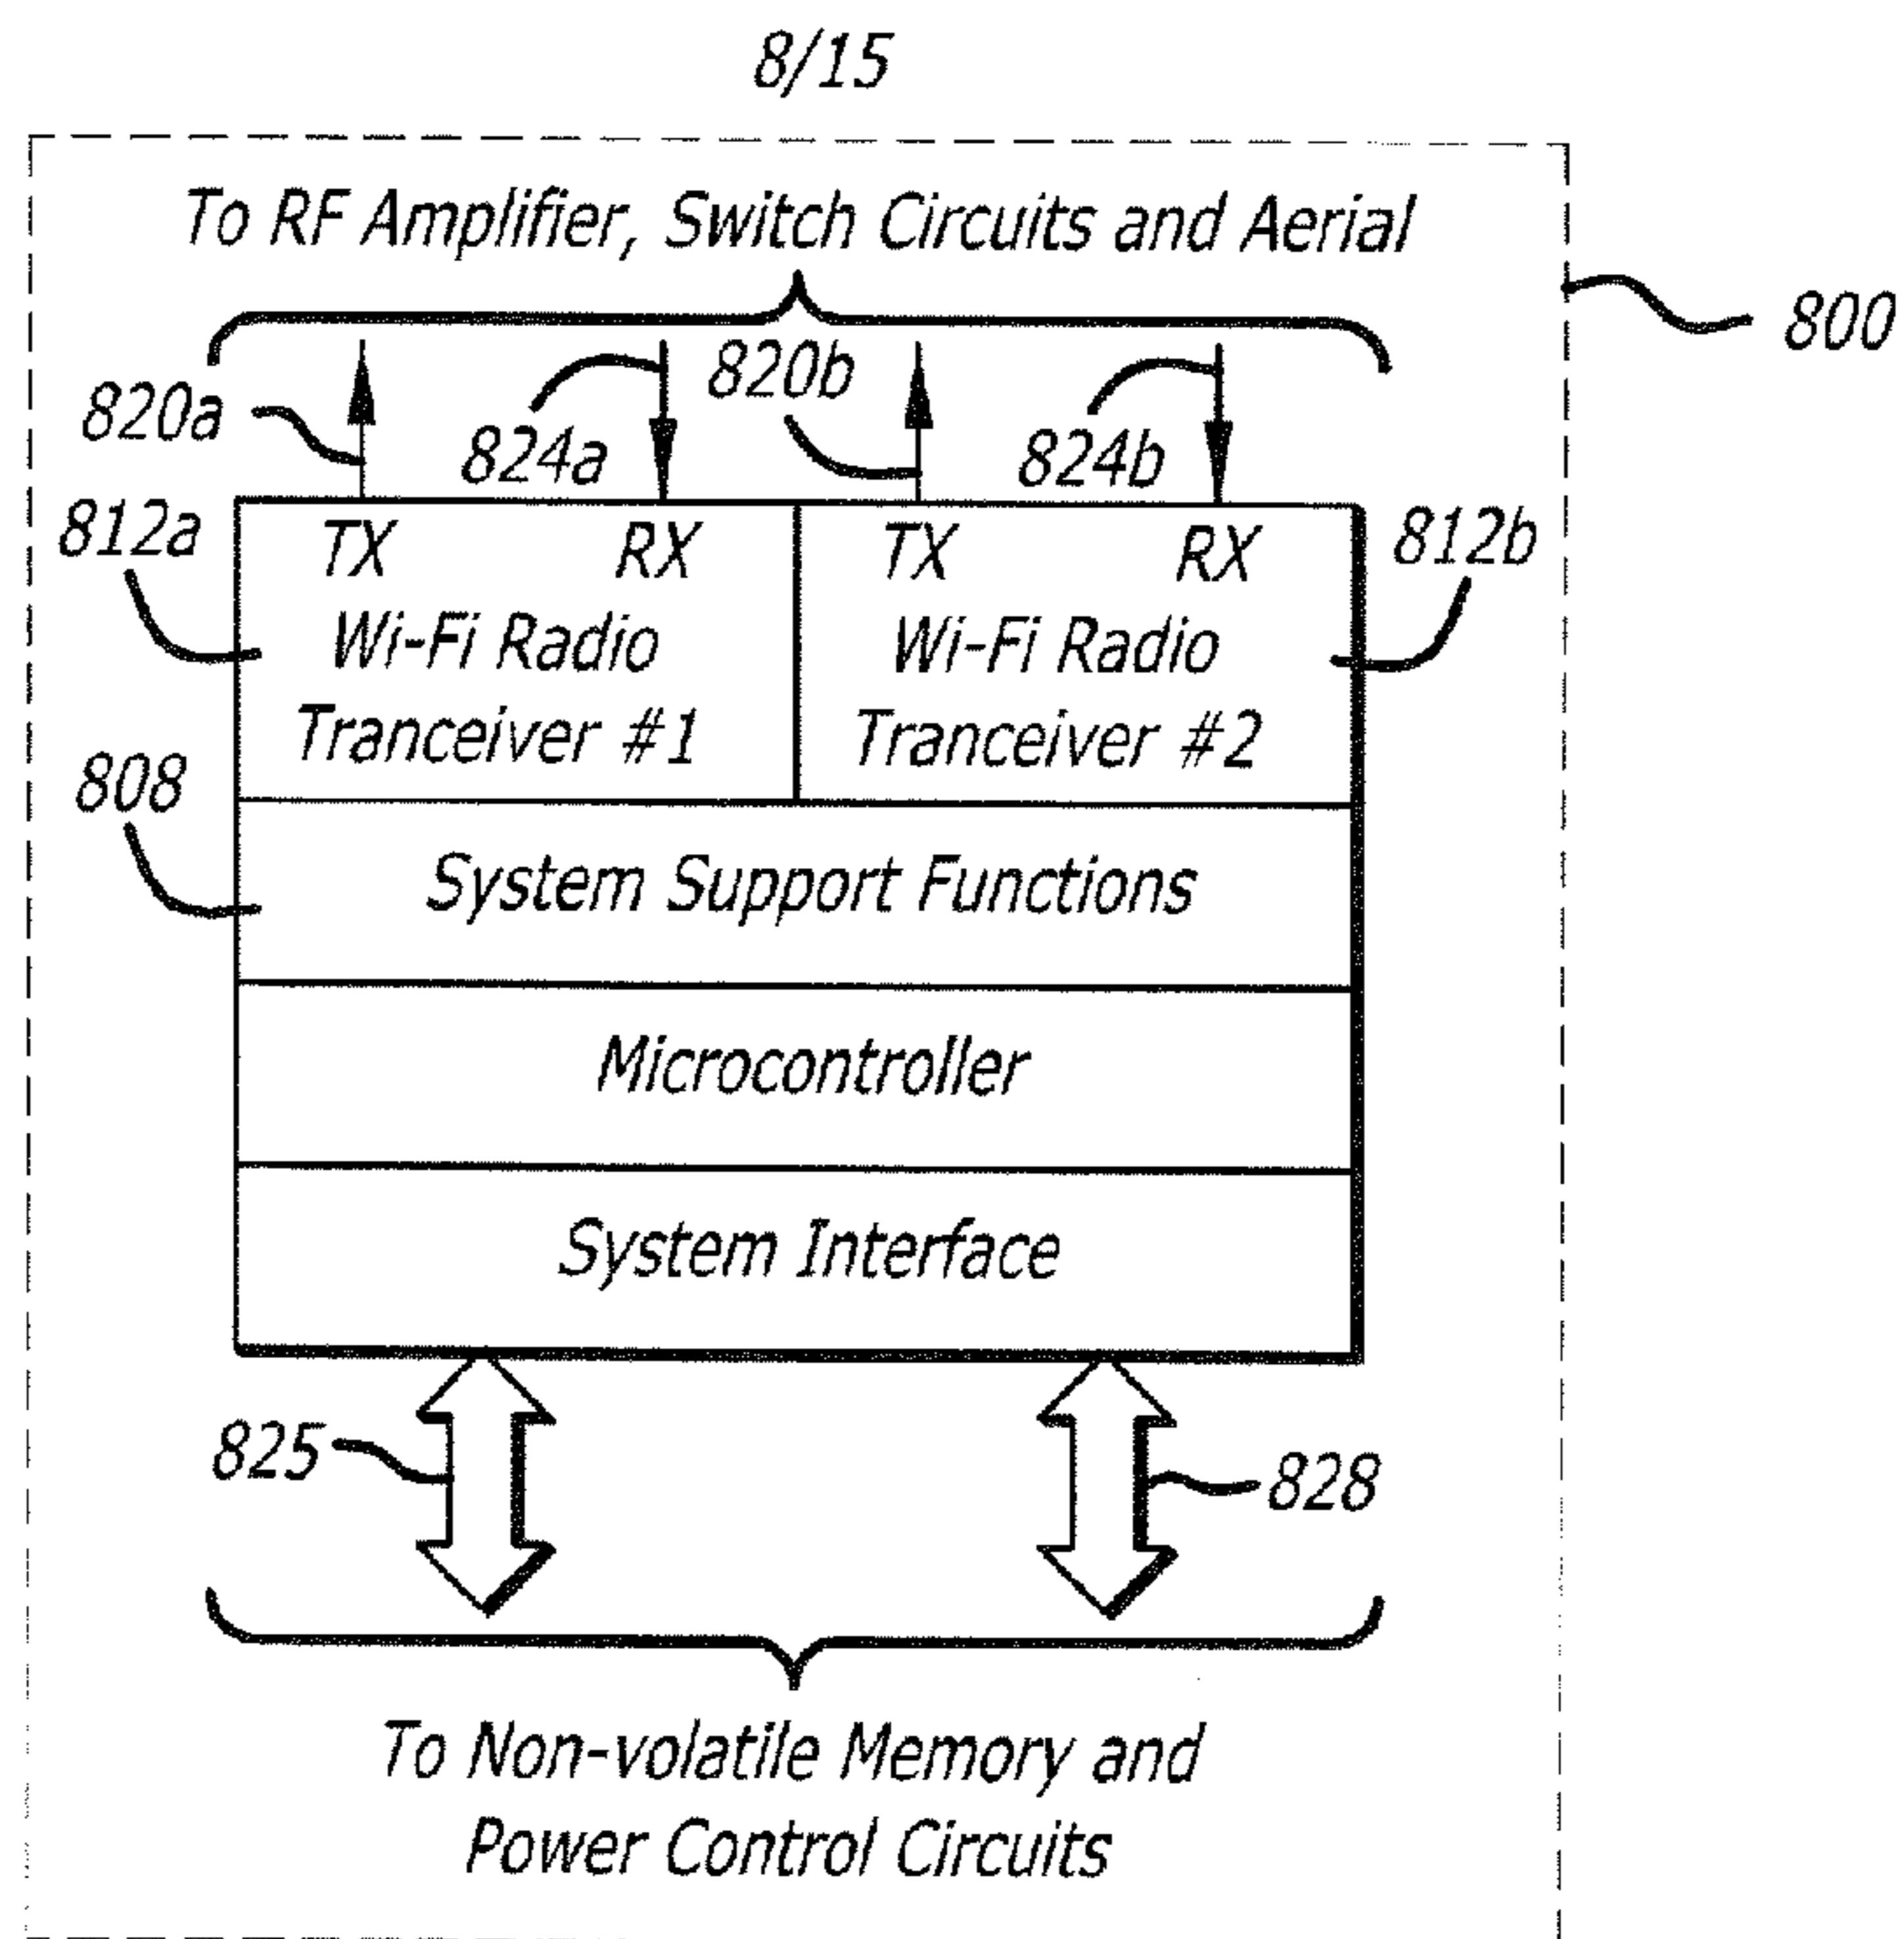 8/15
To RF Amplifier, Switch Circuits and Aerial
800
820a
824a
820b
824b
812a
TX
RX
TX
RX
812b
Wi-Fi Radio
Tranceiver #1
Wi-Fi Radio
Tranceiver #2
808
System Support Functions
Microcontroller
System Interface
825
828
To Non-volatile Memory and
Power Control Circuits